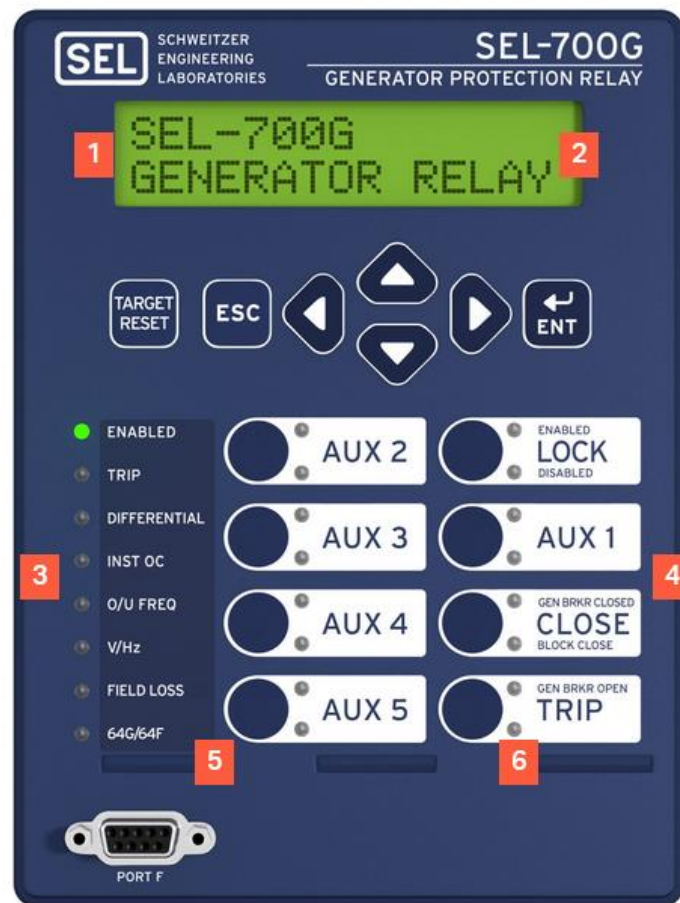 SEL
SCHWEITZER
ENGINEERING
LABORATORIES
SEL-700G
GENERATOR PROTECTION RELAY
1
SEL-700G
GENERATOR RELAY
2
TARGET
RESET
ESC
ENT
ENABLED
TRIP
DIFFERENTIAL
INST OC
O/U FREQ
V/Hz
FIELD LOSS
64G/64F
3
AUX 2
AUX 3
AUX 4
AUX 5
ENABLED
LOCK
DISABLED
AUX 1
GEN BRKR CLOSED
CLOSE
BLOCK CLOSE
GEN BRKR OPEN
TRIP
4
5
6
PORT F